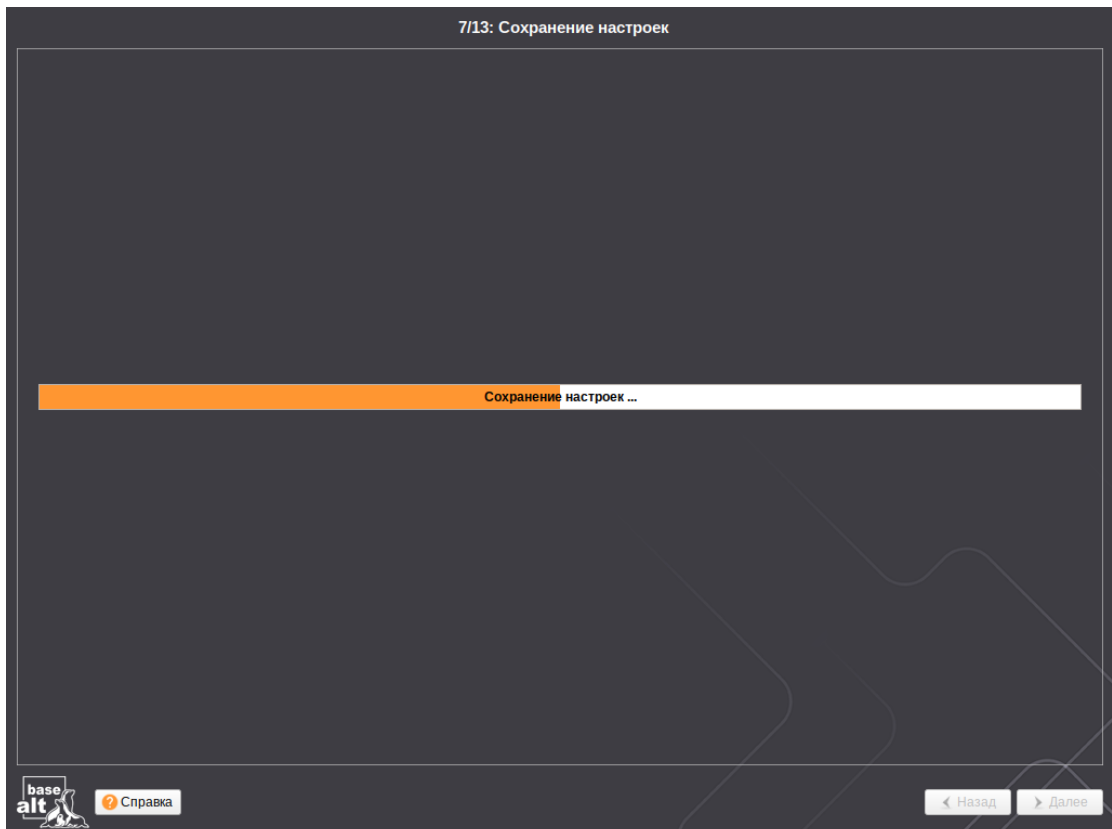 7/13: Сохранение настроек
Сохранение настроек ...
base
alt
Справка
Назад
Далее